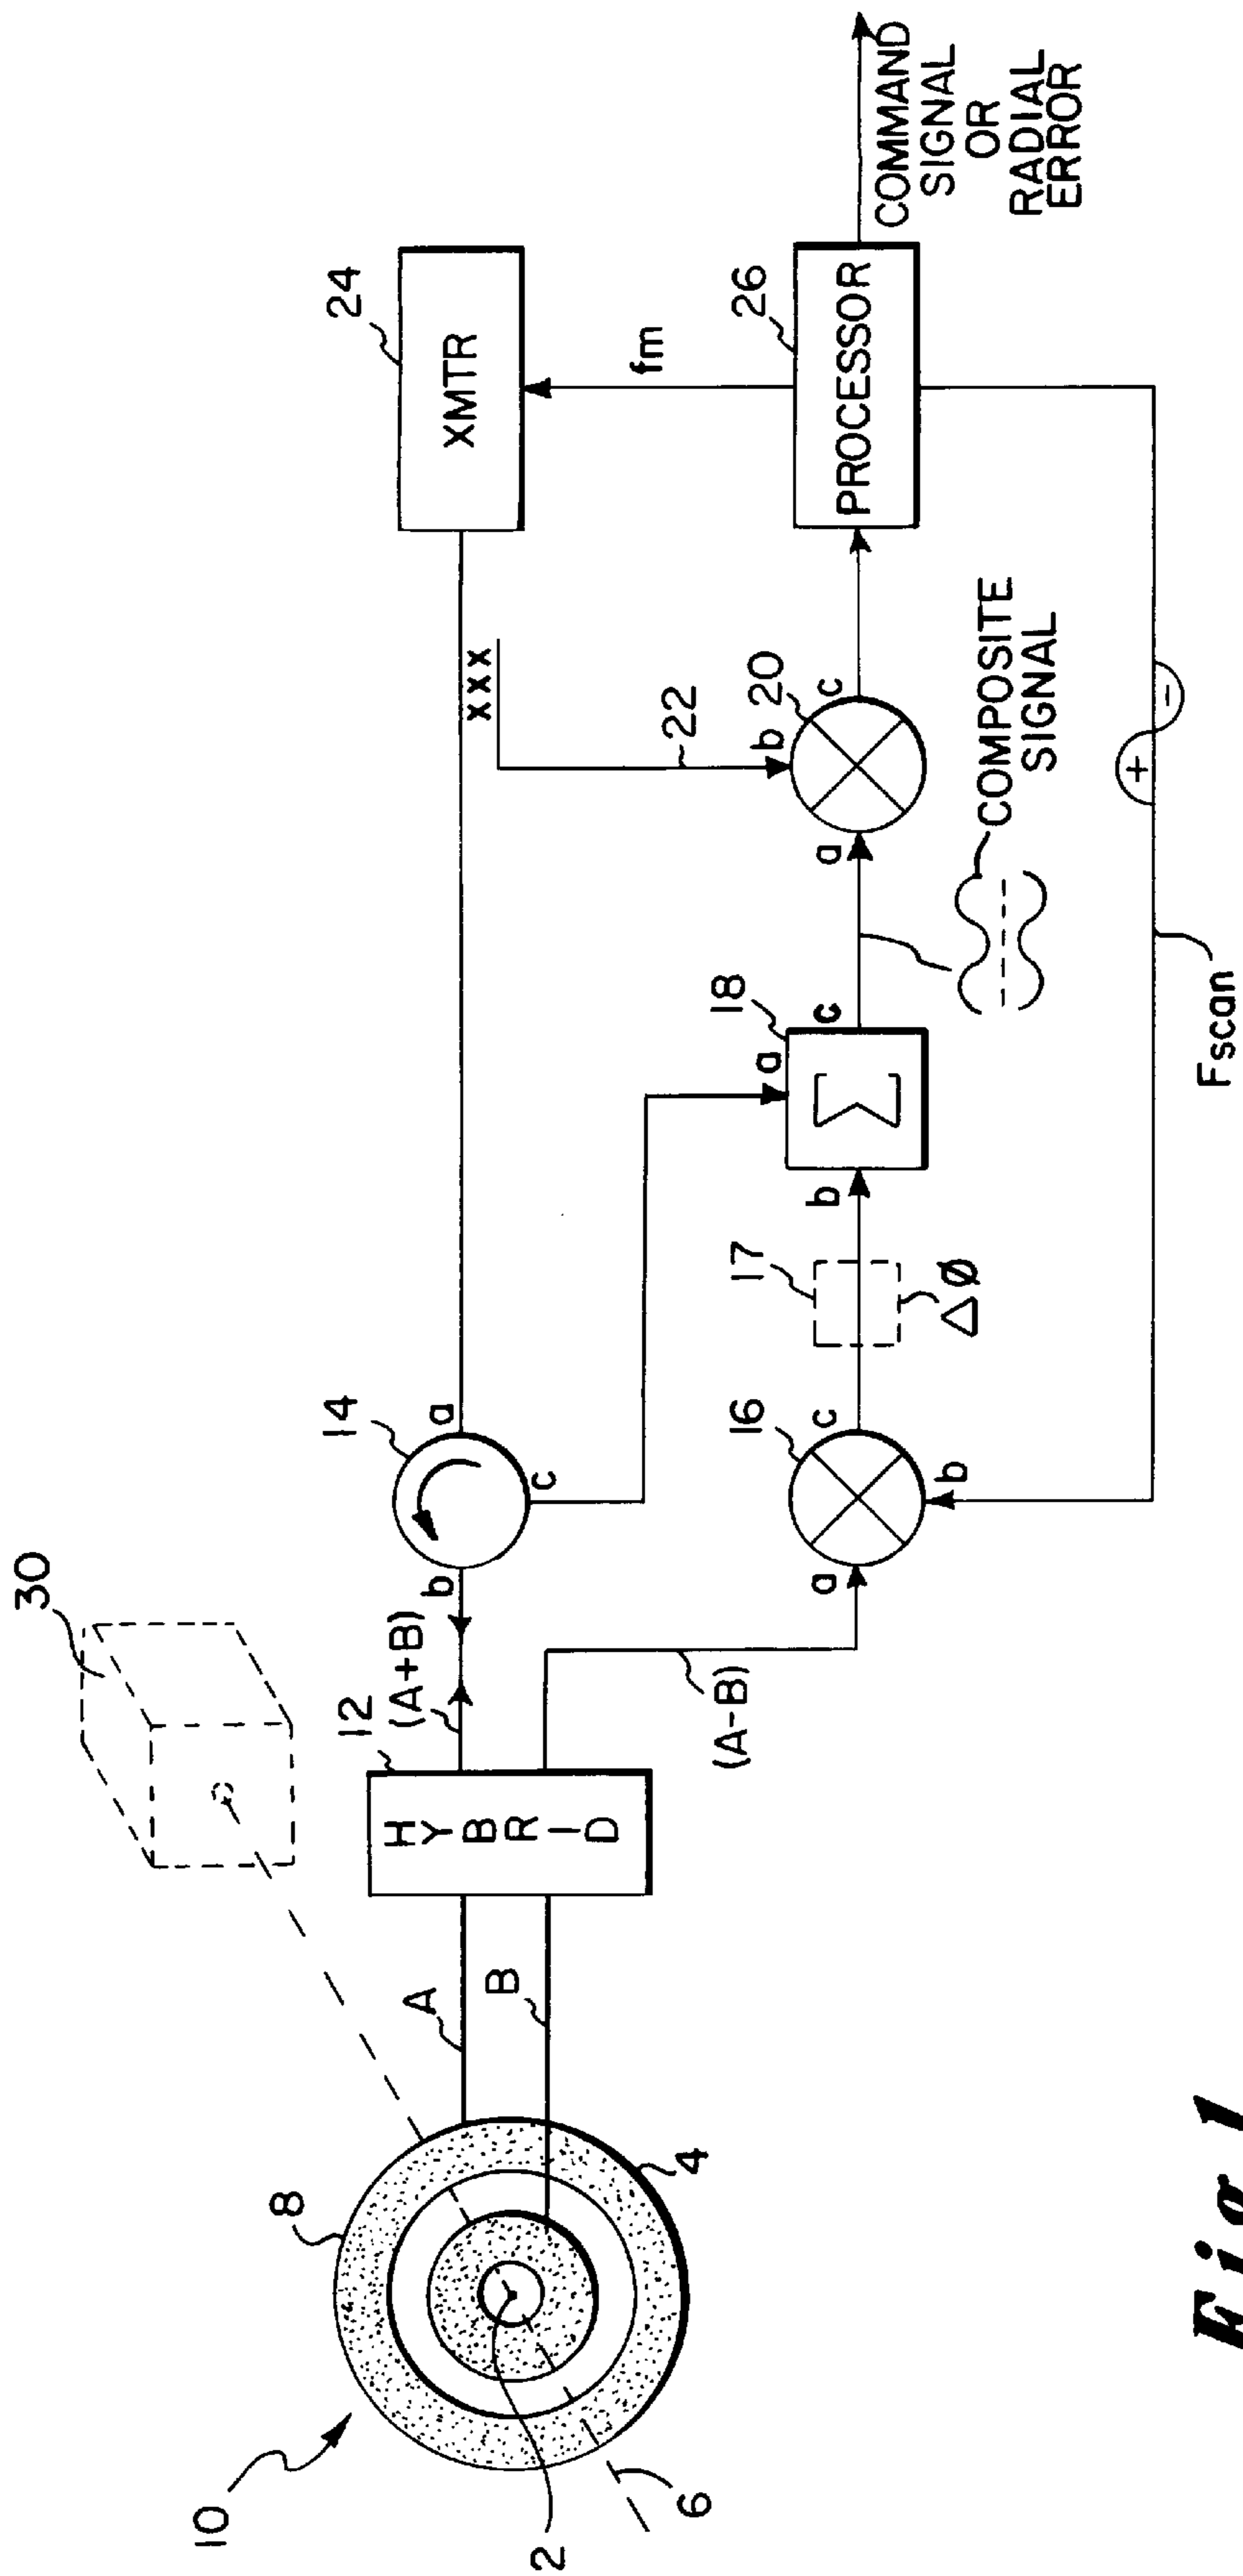 30
14
a
b
c
(A+B)
12
HYBRID
A
B
8
10
4
2
6
(A-B)
a
16
c
b
17
ΔØ
b
18
a
c
Σ
COMPOSITE
SIGNAL
a
20
b
c
22
xxx
24
XMTR
fm
26
PROCESSOR
COMMAND
SIGNAL
OR
RADIAL
ERROR
+
-
Fscan
Fig 1